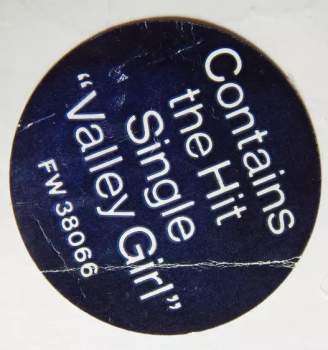 Contains
the Hit
Single
“Valley Girl”
FW 38066